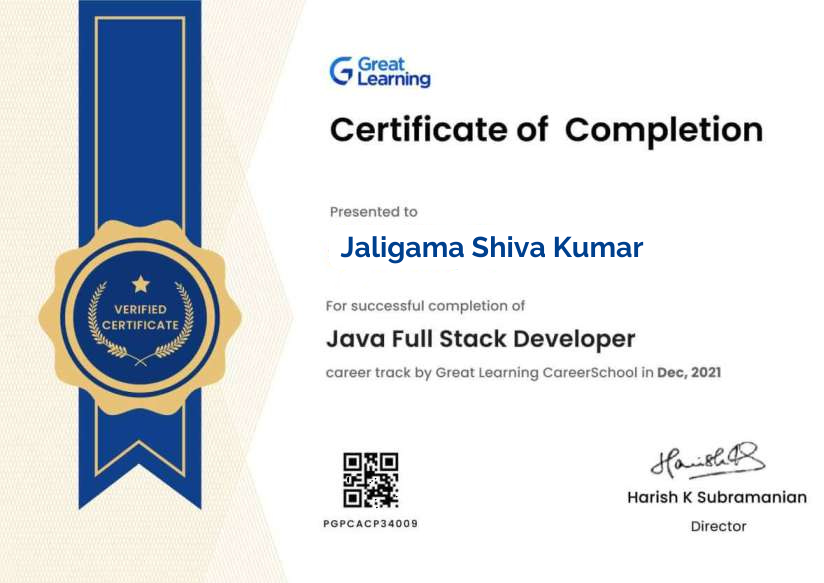 Great
Learning
Certificate of Completion
Presented to
Jaligama Shiva Kumar
For successful completion of
Java Full Stack Developer
career track by Great Learning CareerSchool in Dec, 2021
VERIFIED
CERTIFICATE
PGPCACP34009
Harish K Subramanian
Director